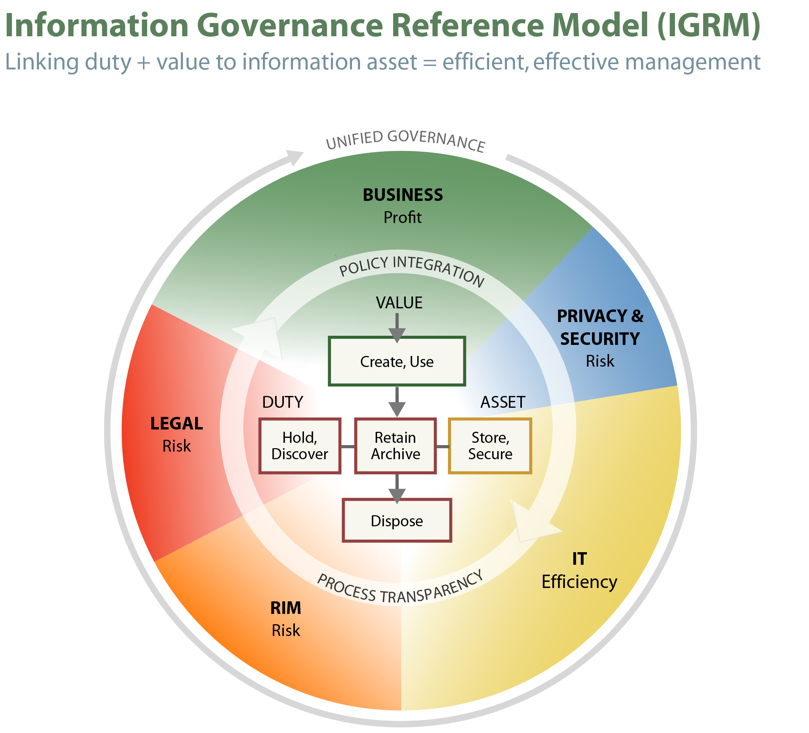 Information Governance Reference Model (IGRM)
Linking duty + value to information asset = efficient, effective management
UNIFIED GOVERNANCE
BUSINESS
Profit
POLICY INTEGRATION
VALUE
PRIVACY &
SECURITY
Risk
Create, Use
DUTY
ASSET
LEGAL
Risk
Hold,
Discover
Retain
Archive
Store,
Secure
Dispose
IT
Efficiency
PROCESS TRANSPARENCY
RIM
Risk